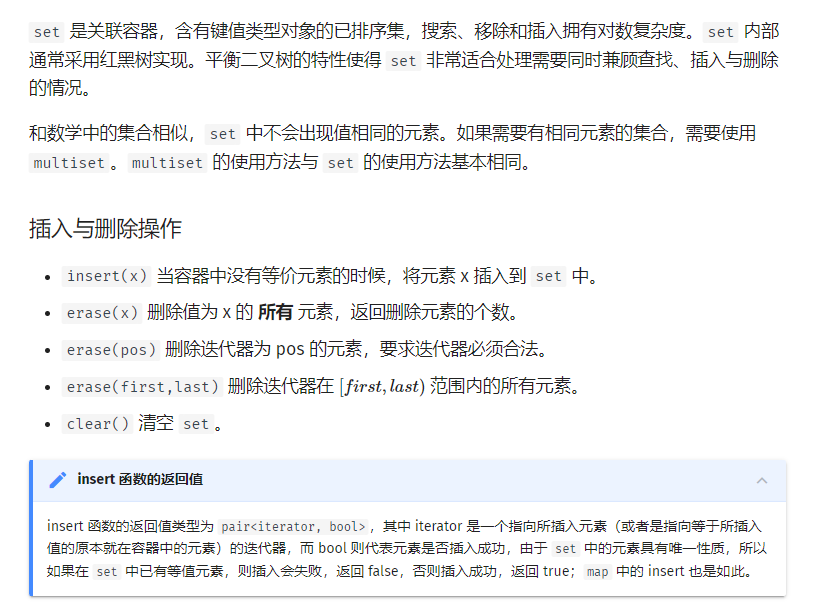 set 是关联容器，含有键值类型对象的已排序集，搜索、移除和插入拥有对数复杂度。set 内部
通常采用红黑树实现。平衡二叉树的特性使得 set 非常适合处理需要同时兼顾查找、插入与删除
的情况。
和数学中的集合相似，set 中不会出现值相同的元素。如果需要有相同元素的集合，需要使用
multiset。multiset 的使用方法与 set 的使用方法基本相同。
插入与删除操作
• insert(x) 当容器中没有等价元素的时候，将元素 x 插入到 set 中。
• erase(x) 删除值为 x 的 所有 元素，返回删除元素的个数。
• erase(pos) 删除迭代器为 pos 的元素，要求迭代器必须合法。
• erase(first,last) 删除迭代器在 [first, last) 范围内的所有元素。
• clear() 清空 set。
insert 函数的返回值
insert 函数的返回值类型为 pair<iterator, bool>，其中 iterator 是一个指向所插入元素（或者是指向等于所插入
值的原本就在容器中的元素）的迭代器，而 bool 则代表元素是否插入成功，由于 set 中的元素具有唯一性质，所以
如果在 set 中已有等值元素，则插入会失败，返回 false，否则插入成功，返回 true；map 中的 insert 也是如此。